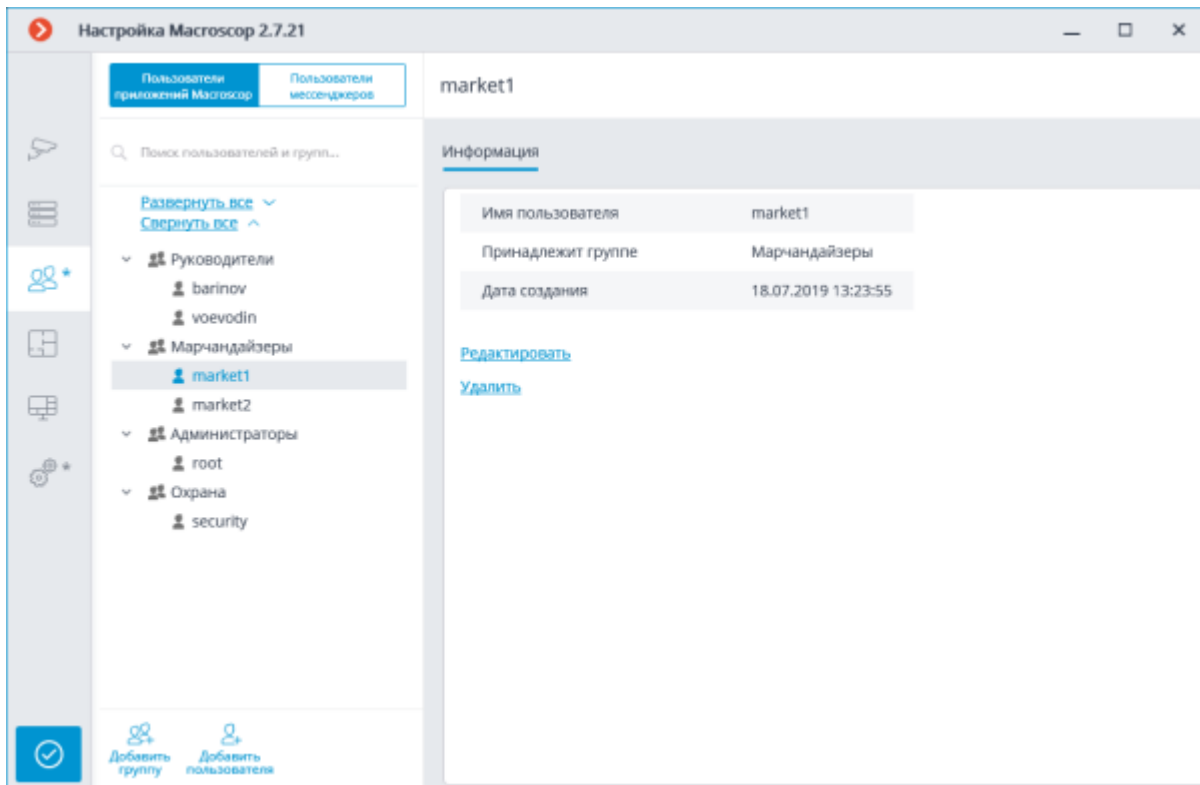 Настройка Macroscop 2.7.21
Пользователи
приложений Macroscop
Пользователи
мессенджеров
Поиск пользователей и групп...
Развернуть все
Свернуть все
Руководители
barinov
voevodin
Марчандайзеры
market1
market2
Администраторы
root
Охрана
security
Добавить
группу
Добавить
пользователя
market1
Информация
Имя пользователя market1
Принадлежит группе Марчандайзеры
Дата создания 18.07.2019 13:23:55
Редактировать
Удалить